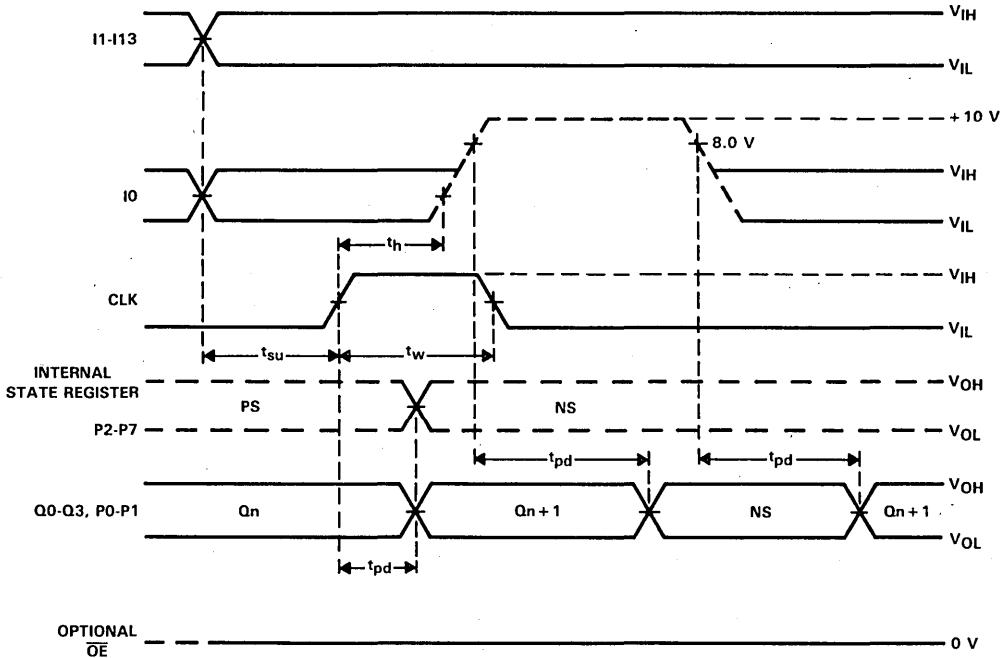 I1-I13
VIH
VIL
+10 V
8.0 V
I0
VIH
VIL
th
CLK
VIH
VIL
tsu
tw
INTERNAL
STATE REGISTER
P2-P7
PS
NS
VOH
VOL
tpd
tpd
Q0-Q3, P0-P1
Qn
Qn+1
NS
Qn+1
VOH
VOL
tpd
OPTIONAL
OE
0 V